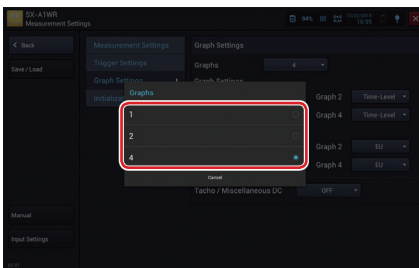 SX-A1WR
Measurement Settings
94%
16:05
Back
Save / Load
Manual
Input Settings
Measurement Settings
Trigger Settings
Graph Settings
Graph Settings
Graphs 4
Graph Settings
Graph 2 Time-Level
Graph 4 Time-Level
Graph 2 EU
Graph 4 EU
Tacho / Miscellaneous DC OFF
Graphs
1
2
4
Cancel